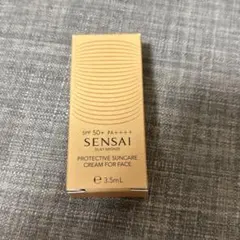 SPF 50+ PA++++
SENSAI
SILKY BRONZE
PROTECTIVE SUNCARE
CREAM FOR FACE
℮ 3.5mL